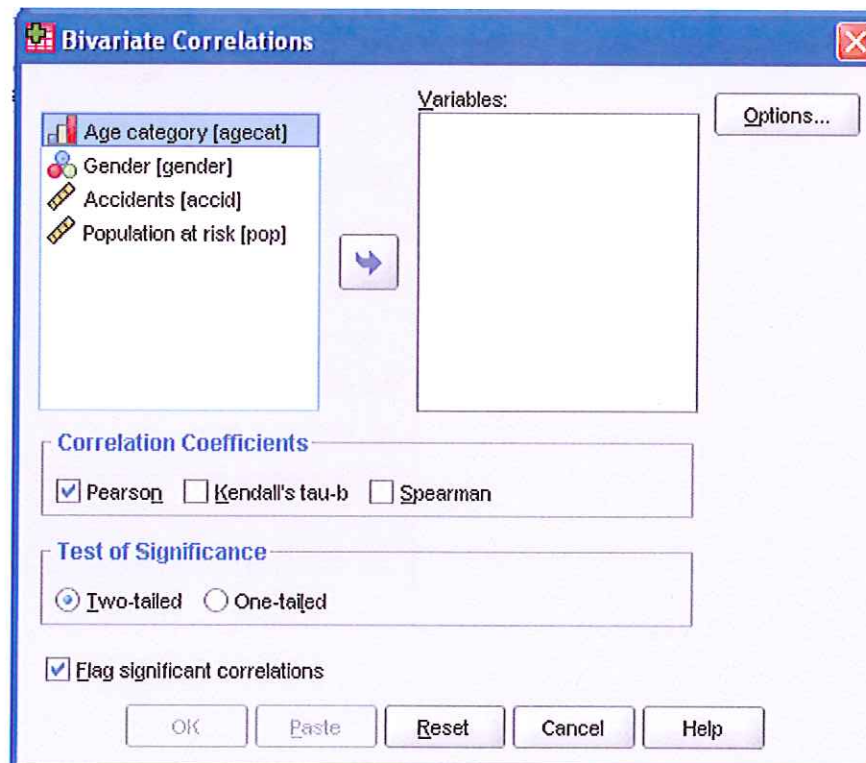 Bivariate Correlations
Variables:
Options...
Age category [agecat]
Gender [gender]
Accidents [accid]
Population at risk [pop]
Correlation Coefficients
Pearson Kendall's tau-b Spearman
Test of Significance
Two-tailed One-tailed
Flag significant correlations
OK Paste Reset Cancel Help